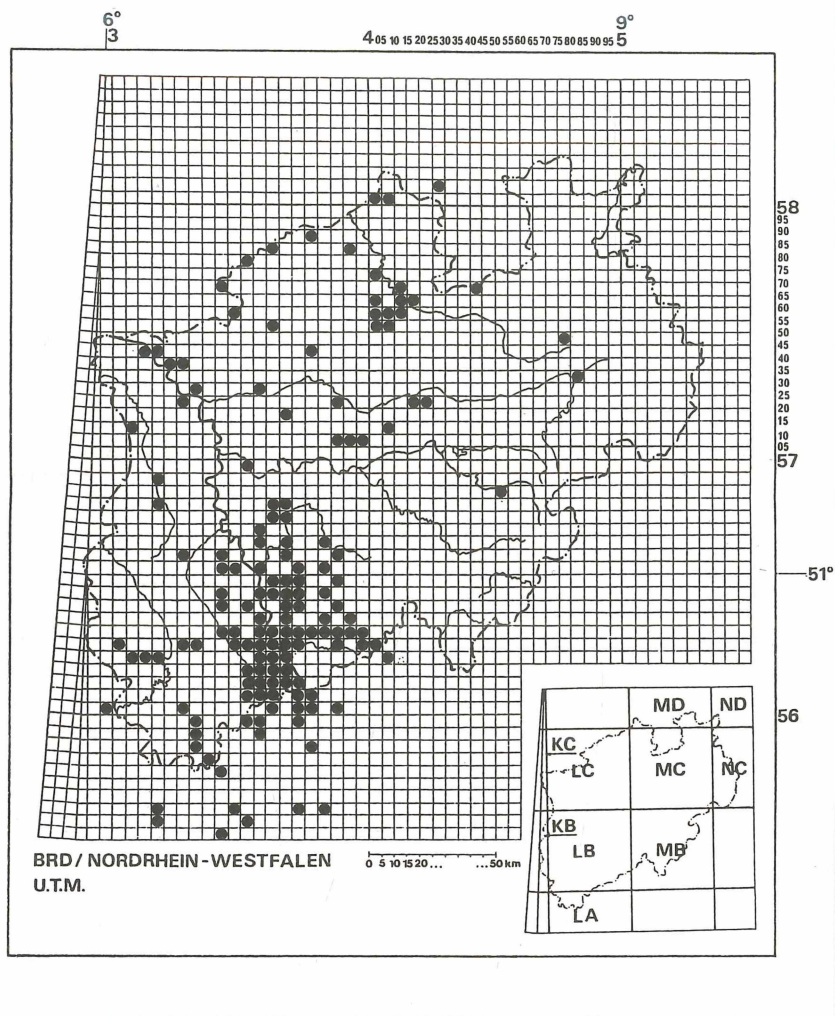 6° 9°
3 4 05 10 15 20 25 30 35 40 45 50 55 60 65 70 75 80 85 90 95 5
58
95
90
85
80
75
70
65
60
55
50
45
40
35
30
25
20
15
10
05
57
51°
56
MD ND
KC
LC MC NC
KB
LB MB
LA
BRD / NORDRHEIN-WESTFALEN
U.T.M.
0 5 10 15 20 ... ...50 km